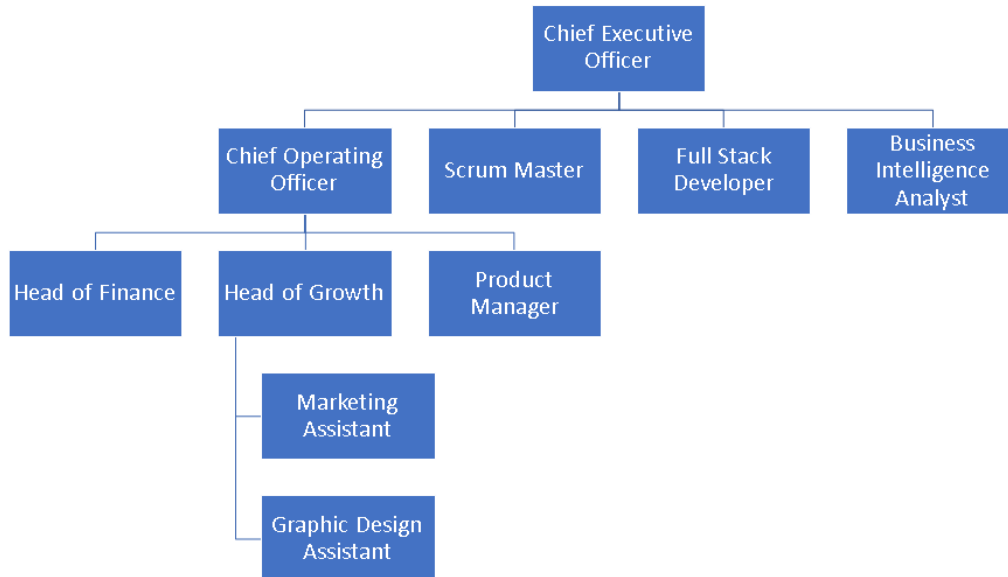 Chief Executive
Officer
Chief Operating
Officer
Scrum Master
Full Stack
Developer
Business
Intelligence
Analyst
Head of Finance
Head of Growth
Product
Manager
Marketing
Assistant
Graphic Design
Assistant